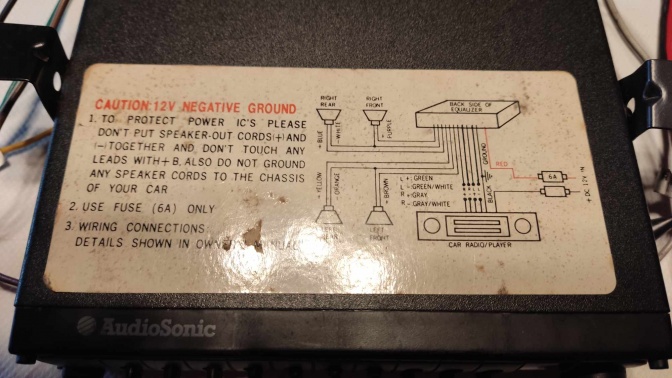 CAUTION:12V NEGATIVE GROUND
1. TO PROTECT POWER IC'S PLEASE
DON'T PUT SPEAKER-OUT CORDS(+) AND
(-)TOGETHER AND DON'T TOUCH ANY
LEADS WITH+B. ALSO DO NOT GROUND
ANY SPEAKER CORDS TO THE CHASSIS
OF YOUR CAR
2. USE FUSE (6A) ONLY
3. WIRING CONNECTIONS
DETAILS SHOWN IN
RIGHT
REAR
RIGHT
FRONT
BACK SIDE OF
EQUALIZER
+ BLUE
-WHITE
- PURPLE
GROUND
RED
6A
+ DC 12V IN
+ YELLOW
ORANGE
+ BROWN
L + GREEN
L - GREEN/WHITE
R + GRAY
R - GRAY/WHITE
BLACK
LEFT
REAR
LEFT
FRONT
CAR RADIO/PLAYER
AudioSonic